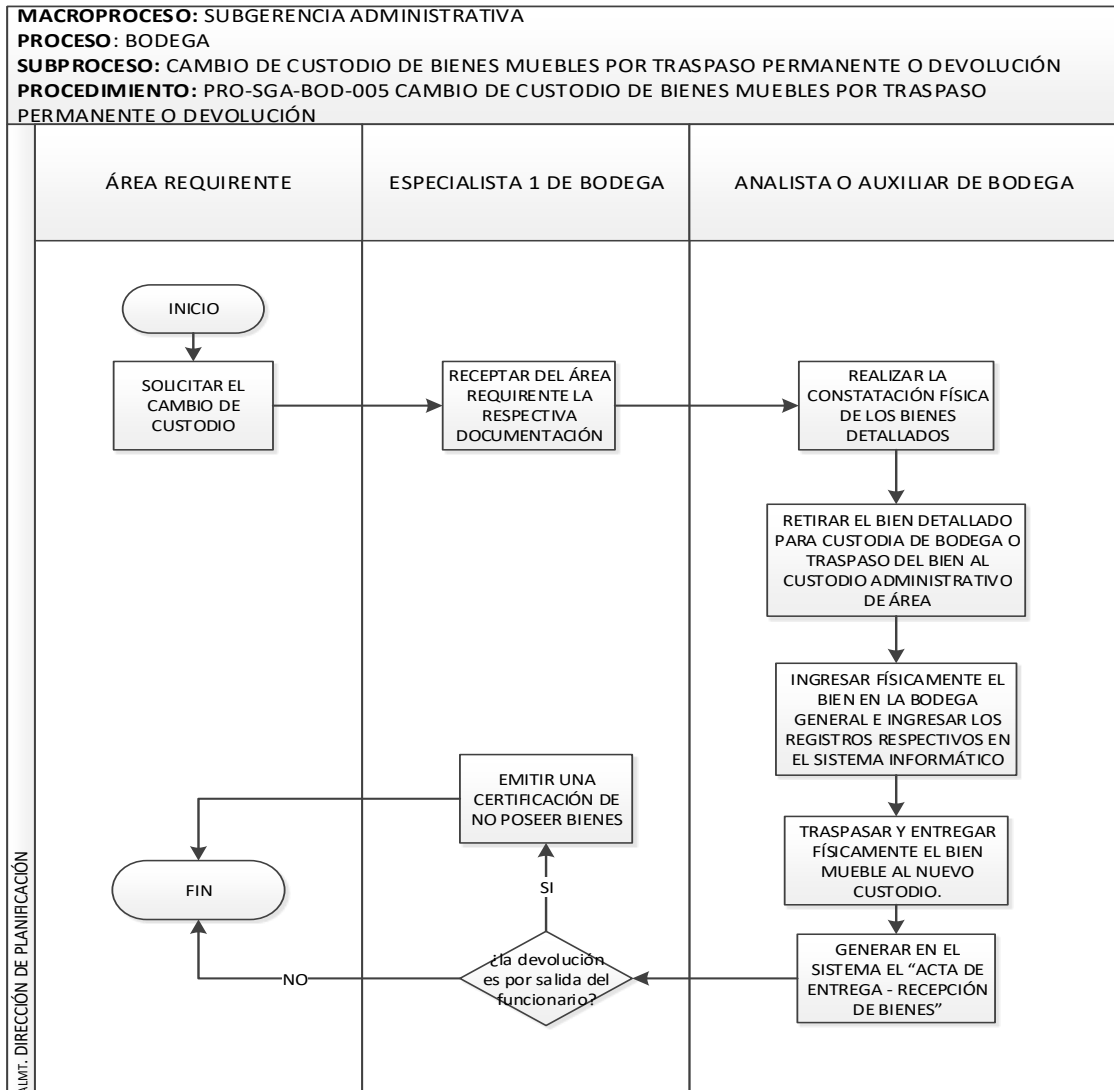 MACROPROCESO: SUBGERENCIA ADMINISTRATIVA
PROCESO: BODEGA
SUBPROCESO: CAMBIO DE CUSTODIO DE BIENES MUEBLES POR TRASPASO PERMANENTE O DEVOLUCIÓN
PROCEDIMIENTO: PRO-SGA-BOD-005 CAMBIO DE CUSTODIO DE BIENES MUEBLES POR TRASPASO
PERMANENTE O DEVOLUCIÓN
ÁREA REQUIRENTE
ESPECIALISTA 1 DE BODEGA
ANALISTA O AUXILIAR DE BODEGA
INICIO
SOLICITAR EL
CAMBIO DE
CUSTODIO
RECEPTAR DEL ÁREA
REQUIRENTE LA
RESPECTIVA
DOCUMENTACIÓN
REALIZAR LA
CONSTATACIÓN FÍSICA
DE LOS BIENES
DETALLADOS
RETIRAR EL BIEN DETALLADO
PARA CUSTODIA DE BODEGA O
TRASPASO DEL BIEN AL
CUSTODIO ADMINISTRATIVO
DE ÁREA
INGRESAR FÍSICAMENTE EL
BIEN EN LA BODEGA
GENERAL E INGRESAR LOS
REGISTROS RESPECTIVOS EN
EL SISTEMA INFORMÁTICO
TRASPASAR Y ENTREGAR
FÍSICAMENTE EL BIEN
MUEBLE AL NUEVO
CUSTODIO.
GENERAR EN EL
SISTEMA EL “ACTA DE
ENTREGA - RECEPCIÓN
DE BIENES”
¿la devolución
es por salida del
funcionario?
SI
NO
EMITIR UNA
CERTIFICACIÓN DE
NO POSEER BIENES
FIN
ALMT. DIRECCIÓN DE PLANIFICACIÓN